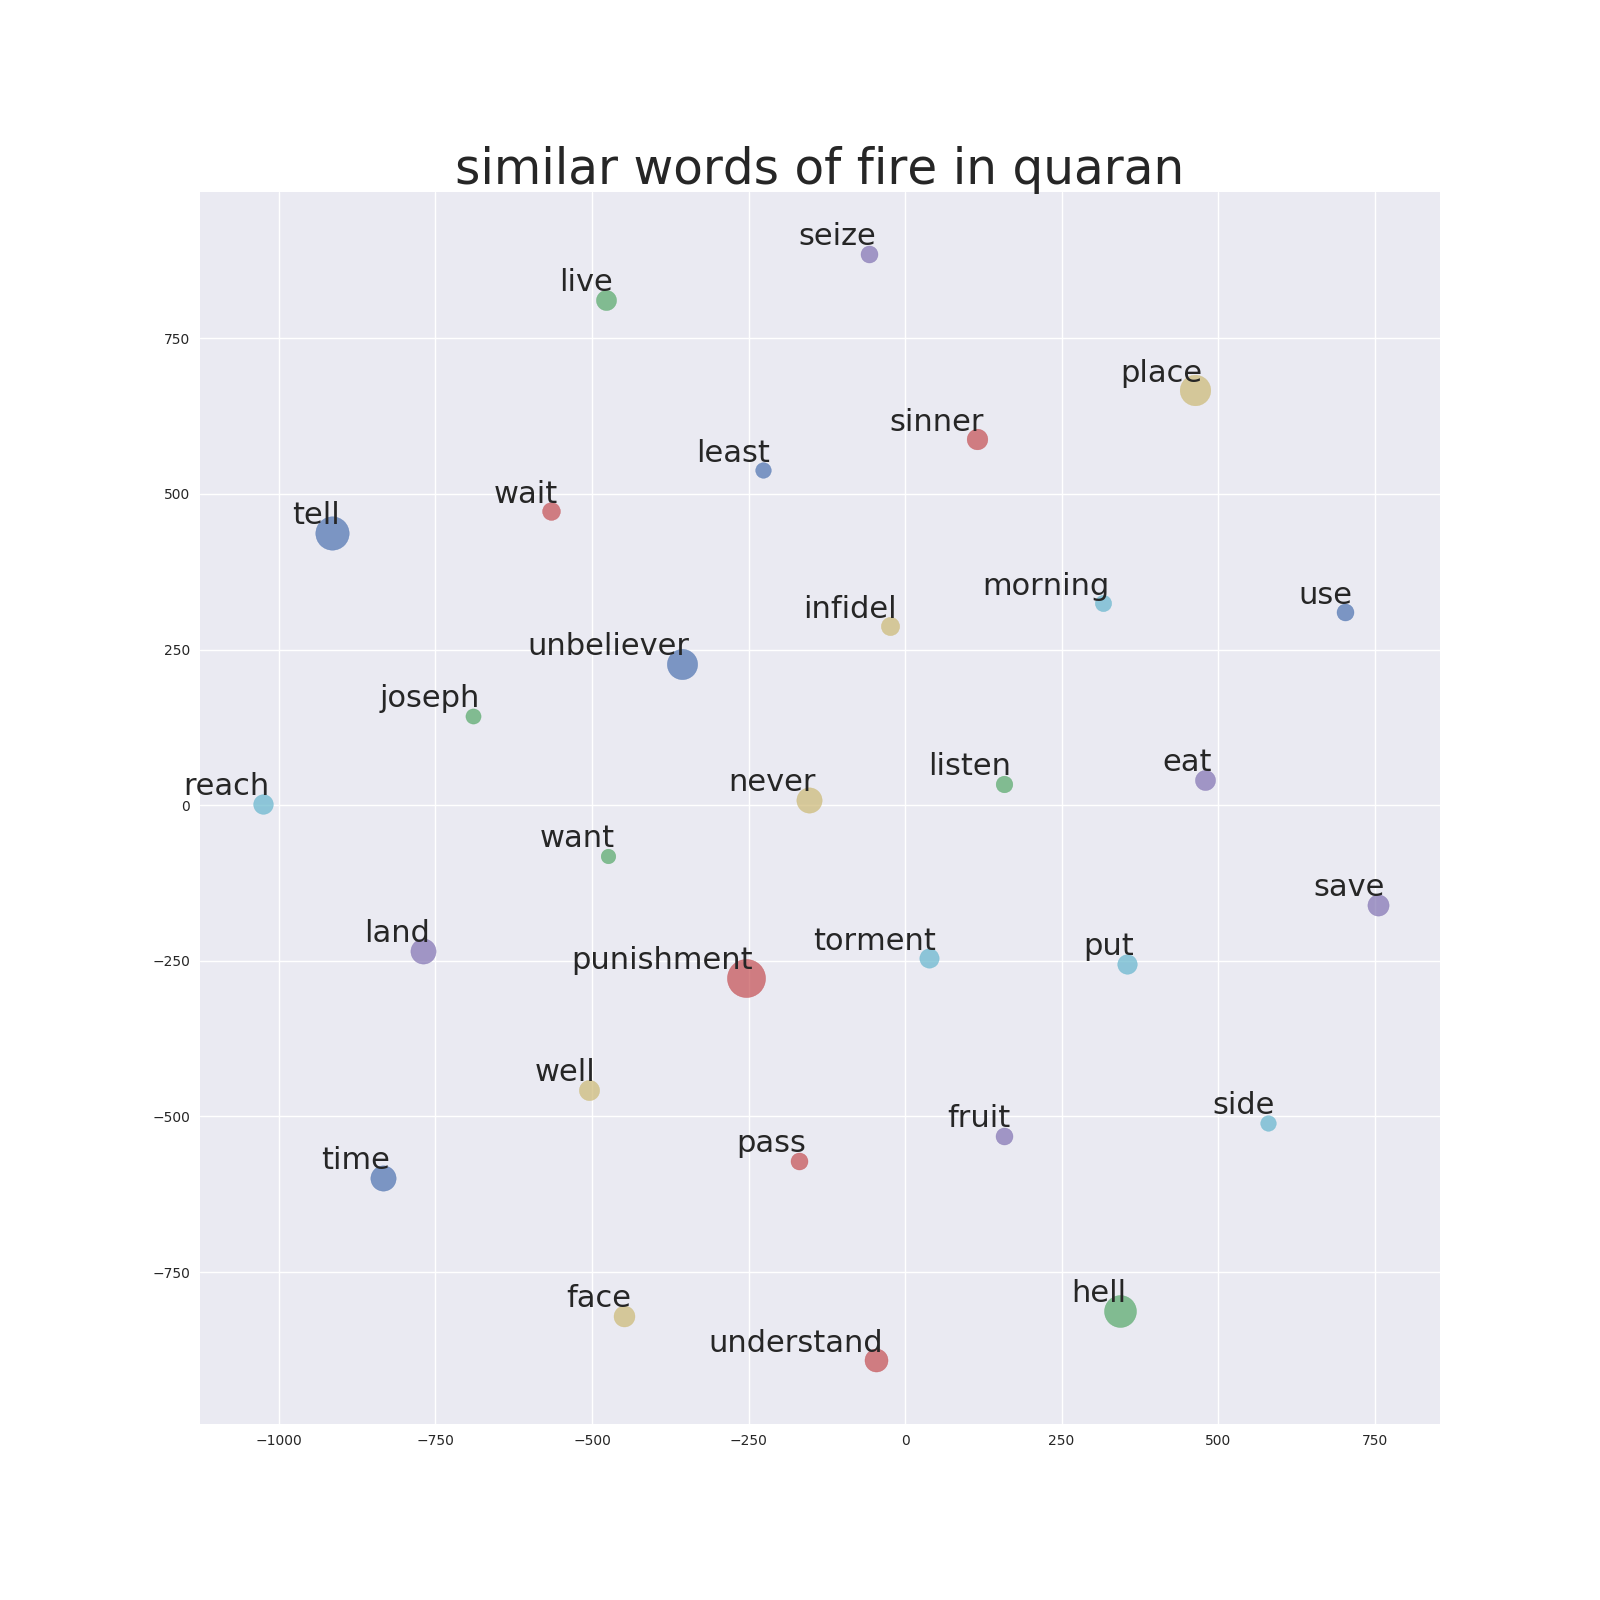 similar words of fire in quaran
seize
live
750
place
sinner
least
wait
500
tell
morning
use
infidel
unbeliever
250
joseph
listen
eat
never
reach
0
want
save
land
torment
put
punishment
−250
well
side
fruit
−500
pass
time
−750
hell
face
understand
−1000
−750
−500
−250
0
250
500
750